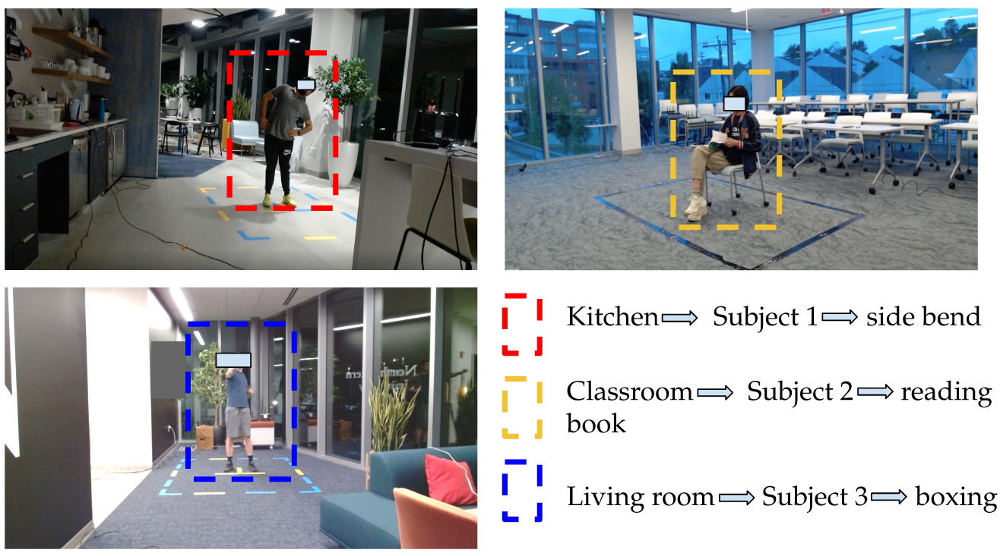 Kitchen Subject 1 side bend
Classroom Subject 2 reading
book
Living room Subject 3 boxing